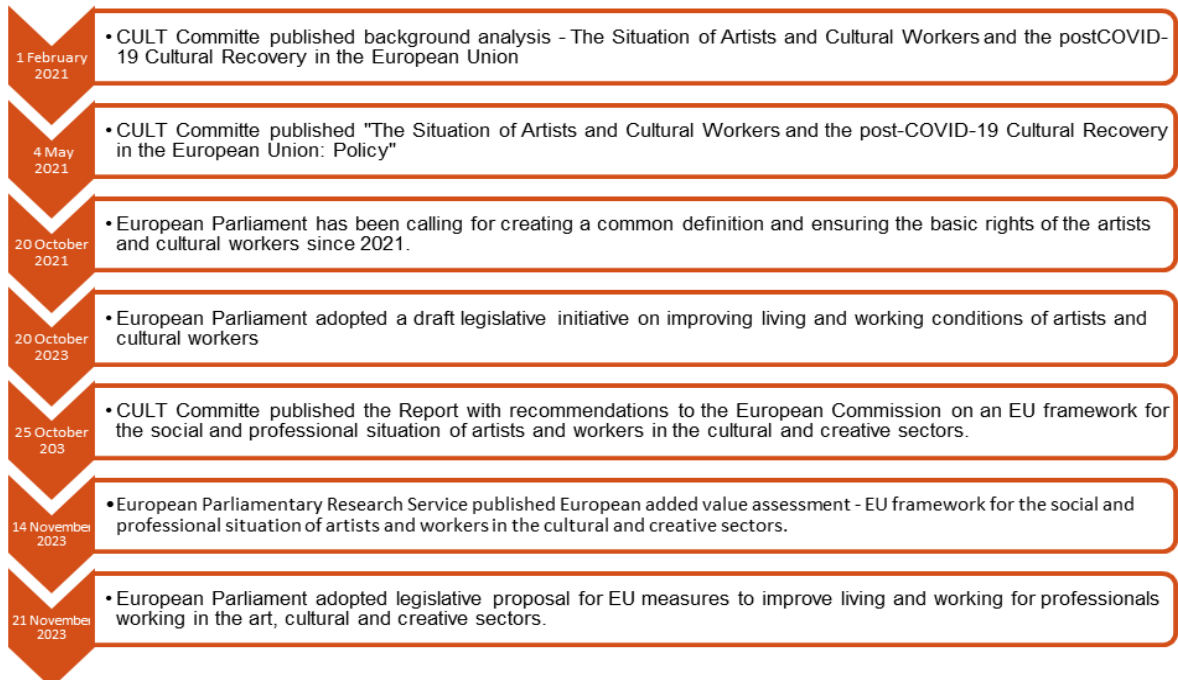 1 February
2021
• CULT Committe published background analysis - The Situation of Artists and Cultural Workers and the postCOVID-
19 Cultural Recovery in the European Union
4 May
2021
• CULT Committe published "The Situation of Artists and Cultural Workers and the post-COVID-19 Cultural Recovery
in the European Union: Policy"
20 October
2021
• European Parliament has been calling for creating a common definition and ensuring the basic rights of the artists
and cultural workers since 2021.
20 October
2023
• European Parliament adopted a draft legislative initiative on improving living and working conditions of artists and
cultural workers
25 October
203
• CULT Committe published the Report with recommendations to the European Commission on an EU framework for
the social and professional situation of artists and workers in the cultural and creative sectors.
14 November
2023
•European Parliamentary Research Service published European added value assessment - EU framework for the social and
professional situation of artists and workers in the cultural and creative sectors.
21 November
2023
• European Parliament adopted legislative proposal for EU measures to improve living and working for professionals
working in the art, cultural and creative sectors.